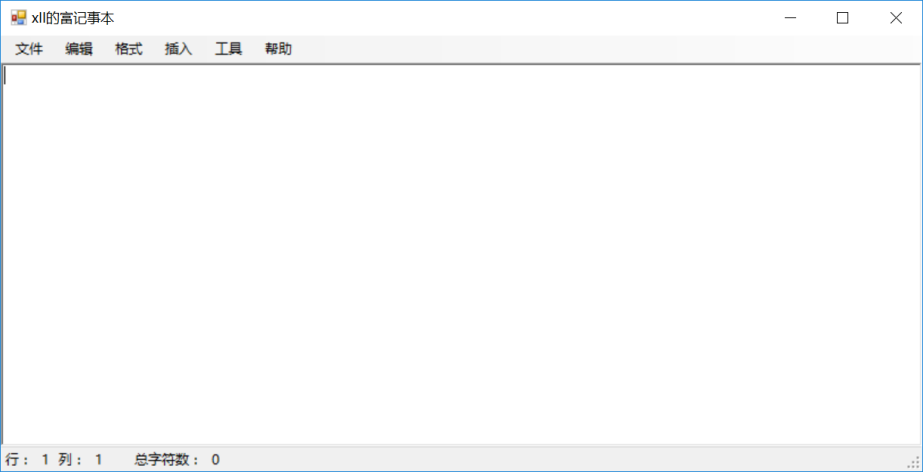 xll的富记事本
文件 编辑 格式 插入 工具 帮助
行： 1 列： 1 总字符数： 0